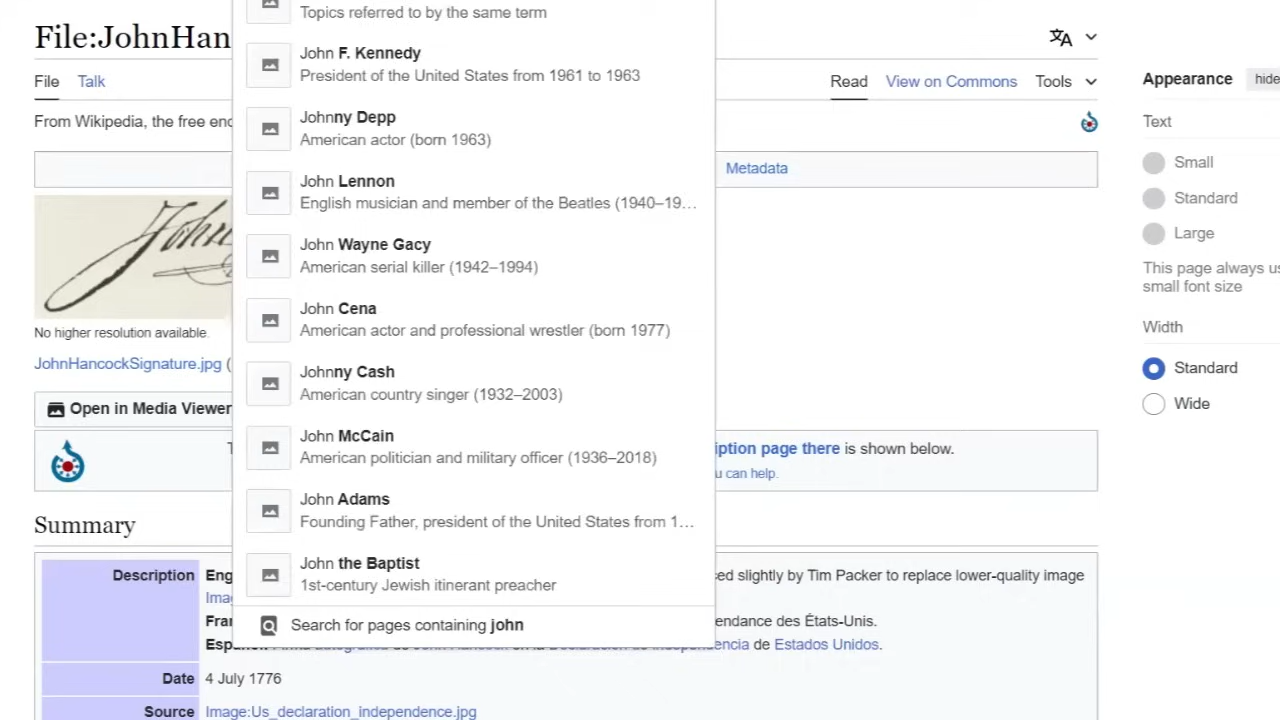 File:JohnHan
File Talk
Read View on Commons Tools
From Wikipedia, the free enc
Metadata
Topics referred to by the same term
John F. Kennedy
President of the United States from 1961 to 1963
Johnny Depp
American actor (born 1963)
John Lennon
English musician and member of the Beatles (1940–19…
John Wayne Gacy
American serial killer (1942–1994)
John Cena
American actor and professional wrestler (born 1977)
Johnny Cash
American country singer (1932–2003)
John McCain
American politician and military officer (1936–2018)
John Adams
Founding Father, president of the United States from 1…
John the Baptist
1st-century Jewish itinerant preacher
Search for pages containing john
John
No higher resolution available.
JohnHancockSignature.jpg (
Open in Media Viewer
T
iption page there is shown below.
u can help.
Summary
Description Eng
ced slightly by Tim Packer to replace lower-quality image
Ima
Fran
endance des États-Unis.
Español
encia de Estados Unidos.
Date 4 July 1776
Source Image:Us_declaration_independence.jpg
Appearance hide
Text
Small
Standard
Large
This page always us
small font size
Width
Standard
Wide